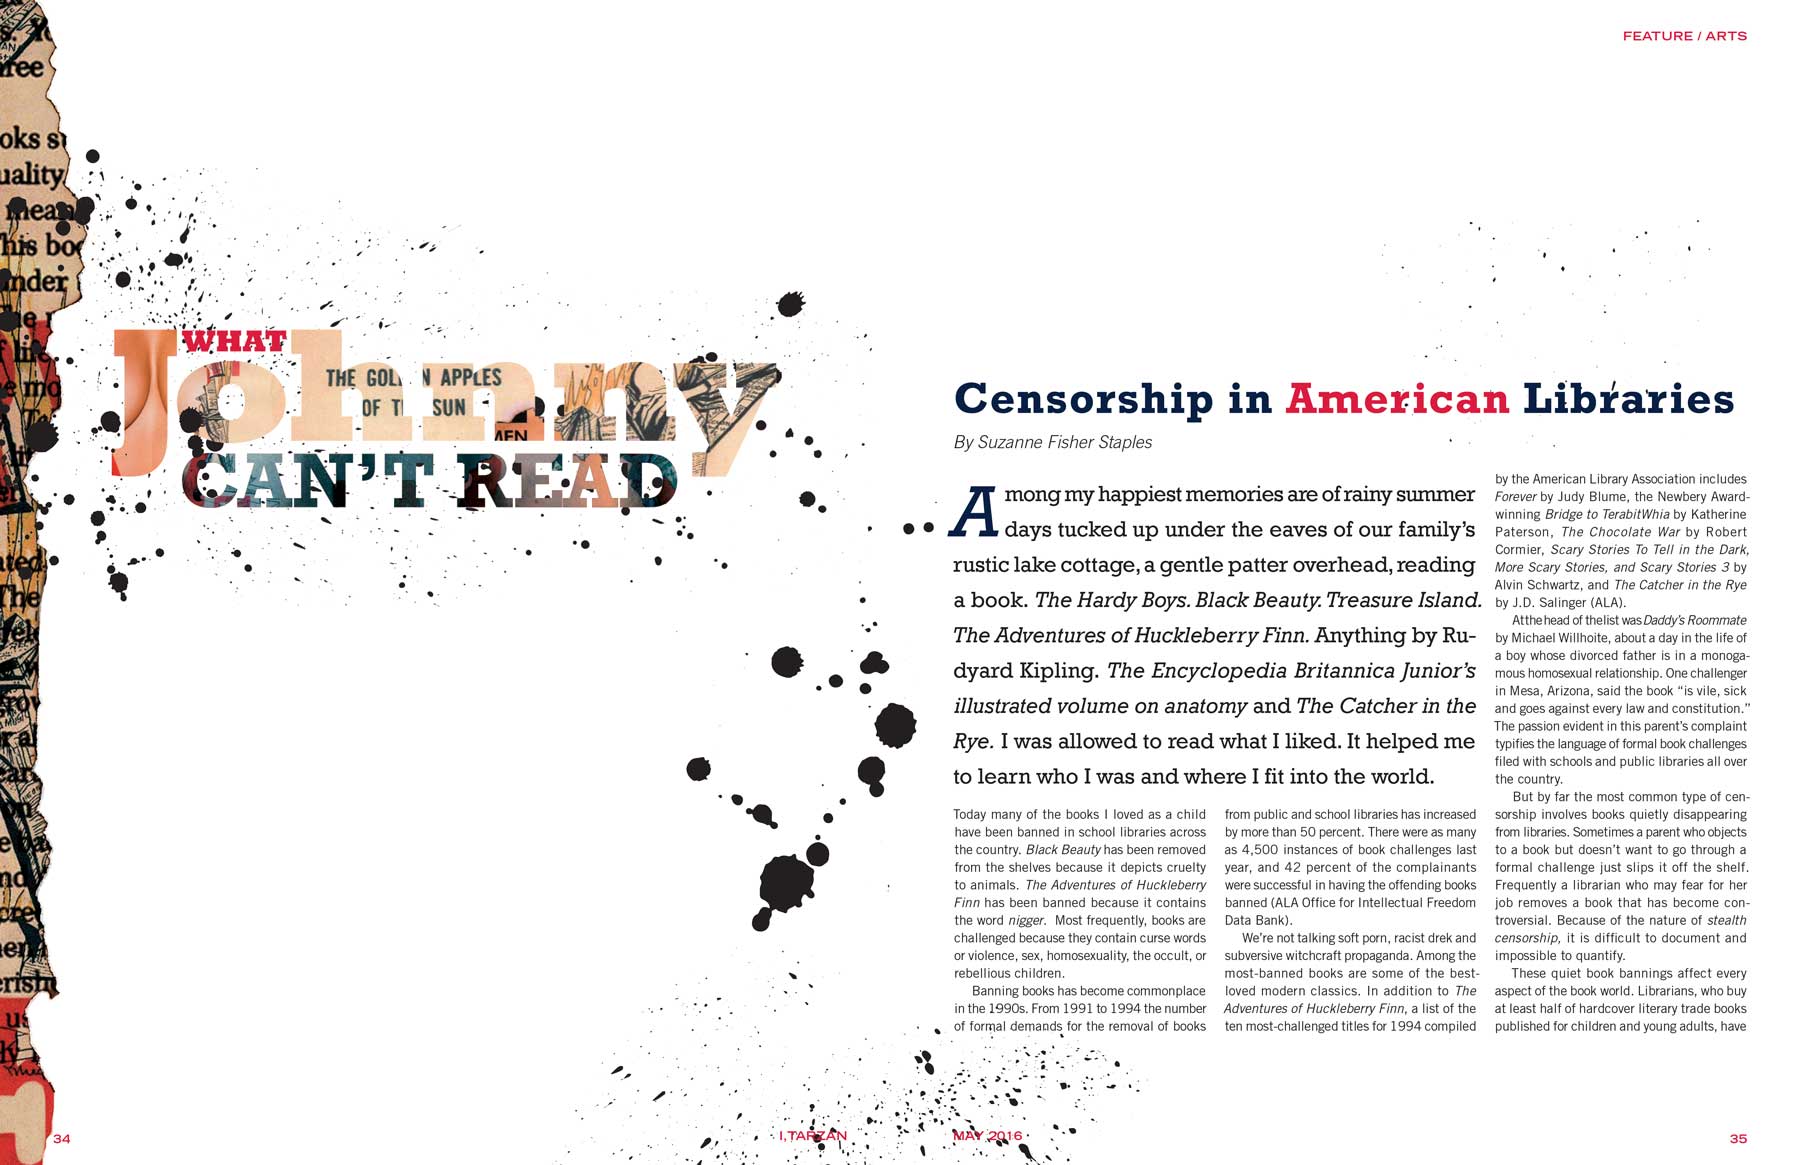 FEATURE / ARTS
WHAT
Johnny
CAN'T READ
THE GOL N APPLES
OF T SUN
MEN
oks s
uality
mean
his boo
nder
Censorship in American Libraries
By Suzanne Fisher Staples
Among my happiest memories are of rainy summer
days tucked up under the eaves of our family's
rustic lake cottage, a gentle patter overhead, reading
a book. The Hardy Boys. Black Beauty. Treasure Island.
The Adventures of Huckleberry Finn. Anything by Ru-
dyard Kipling. The Encyclopedia Britannica Junior's
illustrated volume on anatomy and The Catcher in the
Rye. I was allowed to read what I liked. It helped me
to learn who I was and where I fit into the world.
Today many of the books I loved as a child
have been banned in school libraries across
the country. Black Beauty has been removed
from the shelves because it depicts cruelty
to animals. The Adventures of Huckleberry
Finn has been banned because it contains
the word nigger. Most frequently, books are
challenged because they contain curse words
or violence, sex, homosexuality, the occult, or
rebellious children.
Banning books has become commonplace
in the 1990s. From 1991 to 1994 the number
of formal demands for the removal of books
from public and school libraries has increased
by more than 50 percent. There were as many
as 4,500 instances of book challenges last
year, and 42 percent of the complainants
were successful in having the offending books
banned (ALA Office for Intellectual Freedom
Data Bank).
We're not talking soft porn, racist drek and
subversive witchcraft propaganda. Among the
most-banned books are some of the best-
loved modern classics. In addition to The
Adventures of Huckleberry Finn, a list of the
ten most-challenged titles for 1994 compiled
by the American Library Association includes
Forever by Judy Blume, the Newbery Award-
winning Bridge to TerabitWhia by Katherine
Paterson, The Chocolate War by Robert
Cormier, Scary Stories To Tell in the Dark,
More Scary Stories, and Scary Stories 3 by
Alvin Schwartz, and The Catcher in the Rye
by J.D. Salinger (ALA).
At the head of the list was Daddy's Roommate
by Michael Willhoite, about a day in the life of
a boy whose divorced father is in a monoga-
mous homosexual relationship. One challenger
in Mesa, Arizona, said the book "is vile, sick
and goes against every law and constitution."
The passion evident in this parent's complaint
typifies the language of formal book challenges
filed with schools and public libraries all over
the country.
But by far the most common type of cen-
sorship involves books quietly disappearing
from libraries. Sometimes a parent who objects
to a book but doesn't want to go through a
formal challenge just slips it off the shelf.
Frequently a librarian who may fear for her
job removes a book that has become con-
troversial. Because of the nature of stealth
censorship, it is difficult to document and
impossible to quantify.
These quiet book bannings affect every
aspect of the book world. Librarians, who buy
at least half of hardcover literary trade books
published for children and young adults, have
34
I,TARZAN
MAY 2016
35